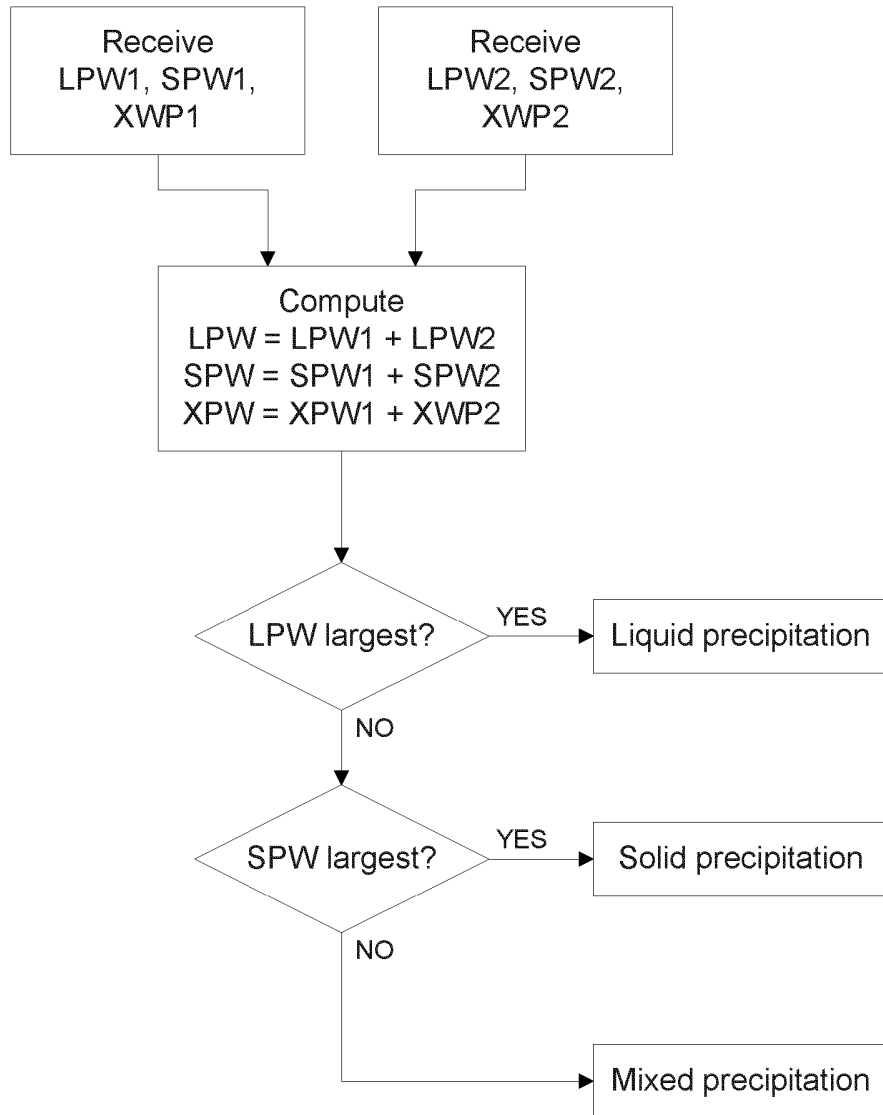 Receive
LPW1, SPW1,
XWP1
Receive
LPW2, SPW2,
XWP2
Compute
LPW = LPW1 + LPW2
SPW = SPW1 + SPW2
XPW = XPW1 + XWP2
LPW largest?
YES
Liquid precipitation
NO
SPW largest?
YES
Solid precipitation
NO
Mixed precipitation